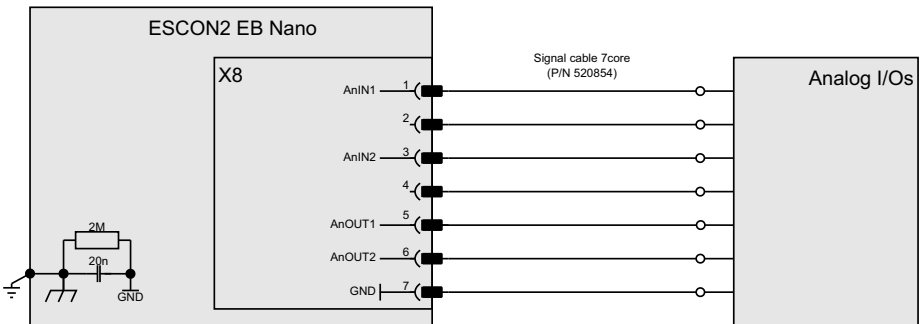 ESCON2 EB Nano
Signal cable 7core
(P/N 520854)
X8
Analog I/Os
AnIN1 1
2
AnIN2 3
4
AnOUT1 5
AnOUT2 6
GND 7
2M
20n
GND